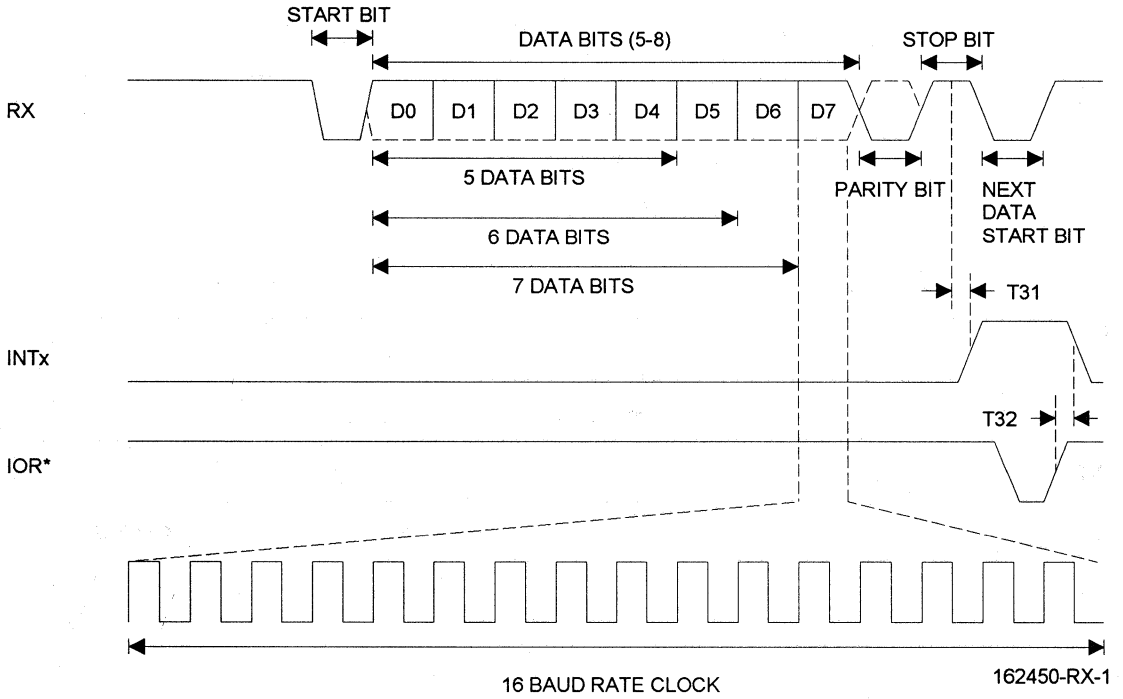 START BIT
DATA BITS (5-8)
STOP BIT
RX
D0 D1 D2 D3 D4 D5 D6 D7
5 DATA BITS
PARITY BIT
NEXT
DATA
START BIT
6 DATA BITS
7 DATA BITS
T31
INTx
T32
IOR*
16 BAUD RATE CLOCK
162450-RX-1